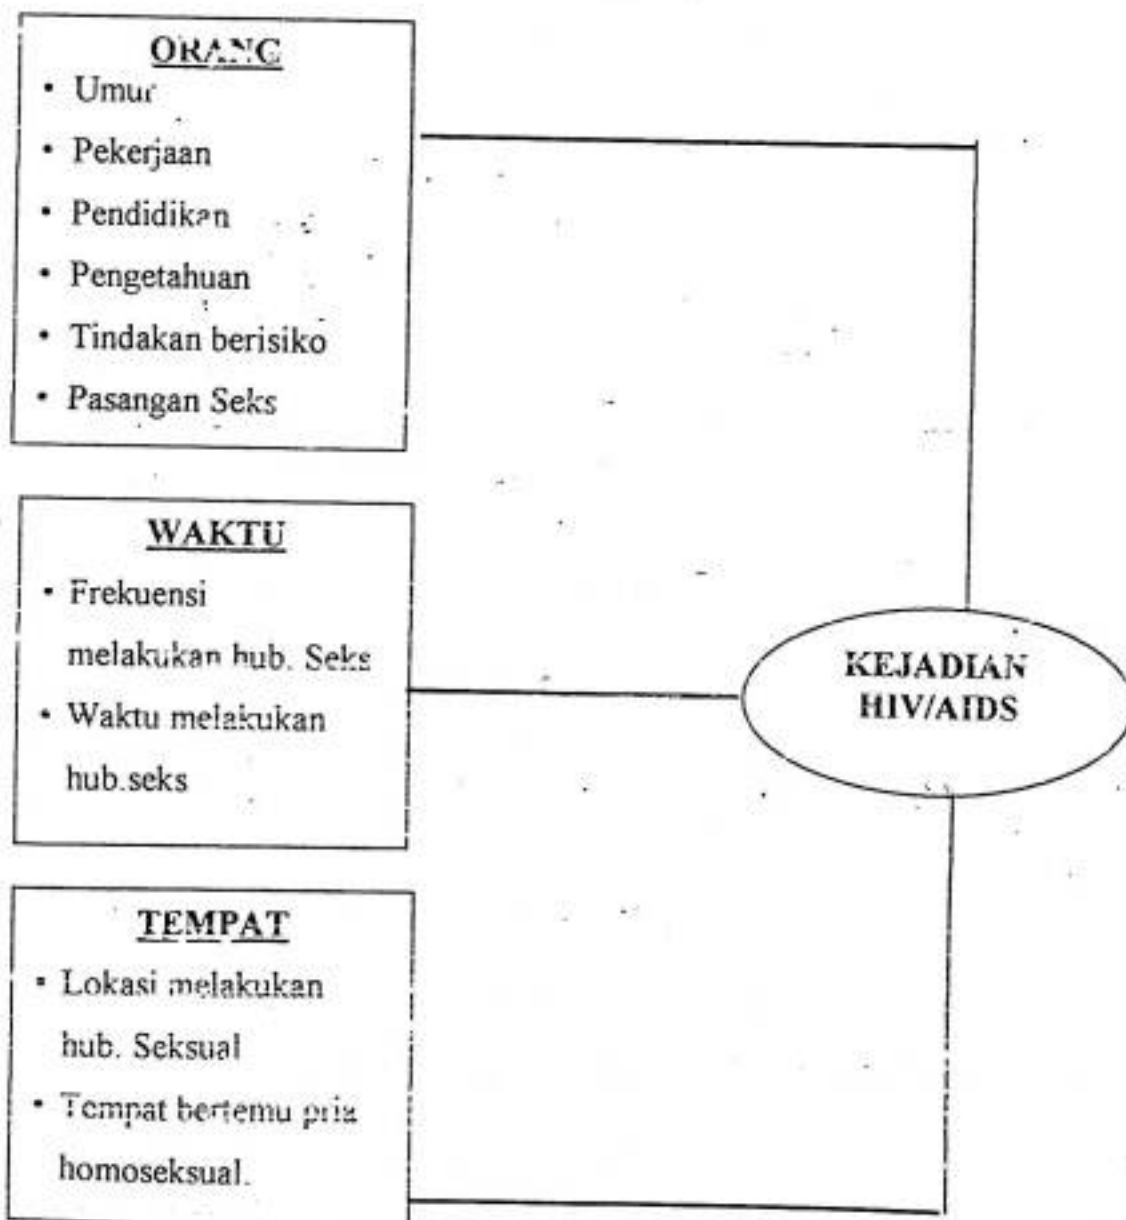 ORANG
• Umur
• Pekerjaan
• Pendidikan
• Pengetahuan
• Tindakan berisiko
• Pasangan Seks
WAKTU
• Frekuensi
melakukan hub. Seks
• Waktu melakukan
hub.seks
TEMPAT
• Lokasi melakukan
hub. Seksual
• Tempat bertemu pria
homoseksual.
KEJADIAN
HIV/AIDS